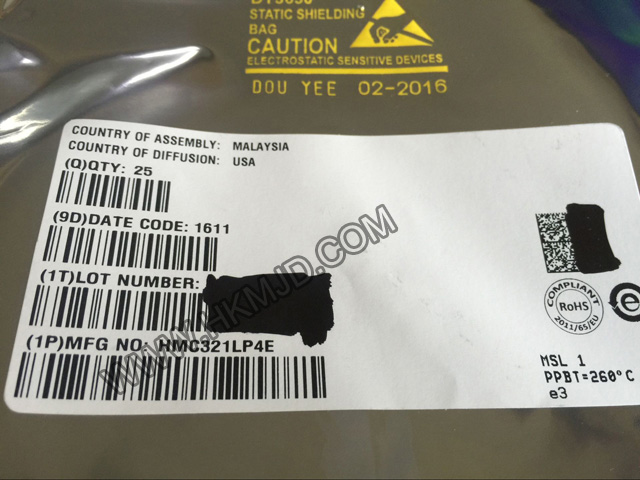 STATIC SHIELDING
BAG
CAUTION
ELECTROSTATIC SENSITIVE DEVICES
DOU YEE 02-2016
COUNTRY OF ASSEMBLY: MALAYSIA
COUNTRY OF DIFFUSION: USA
(Q)QTY: 25
(9D)DATE CODE: 1611
(1T)LOT NUMBER:
(1P)MFG NO: HMC321LP4E
WWW.HKMJD.COM
COMPLIANT
RoHS
2011/65/EU
e
MSL 1
PPBT=260°C
e3